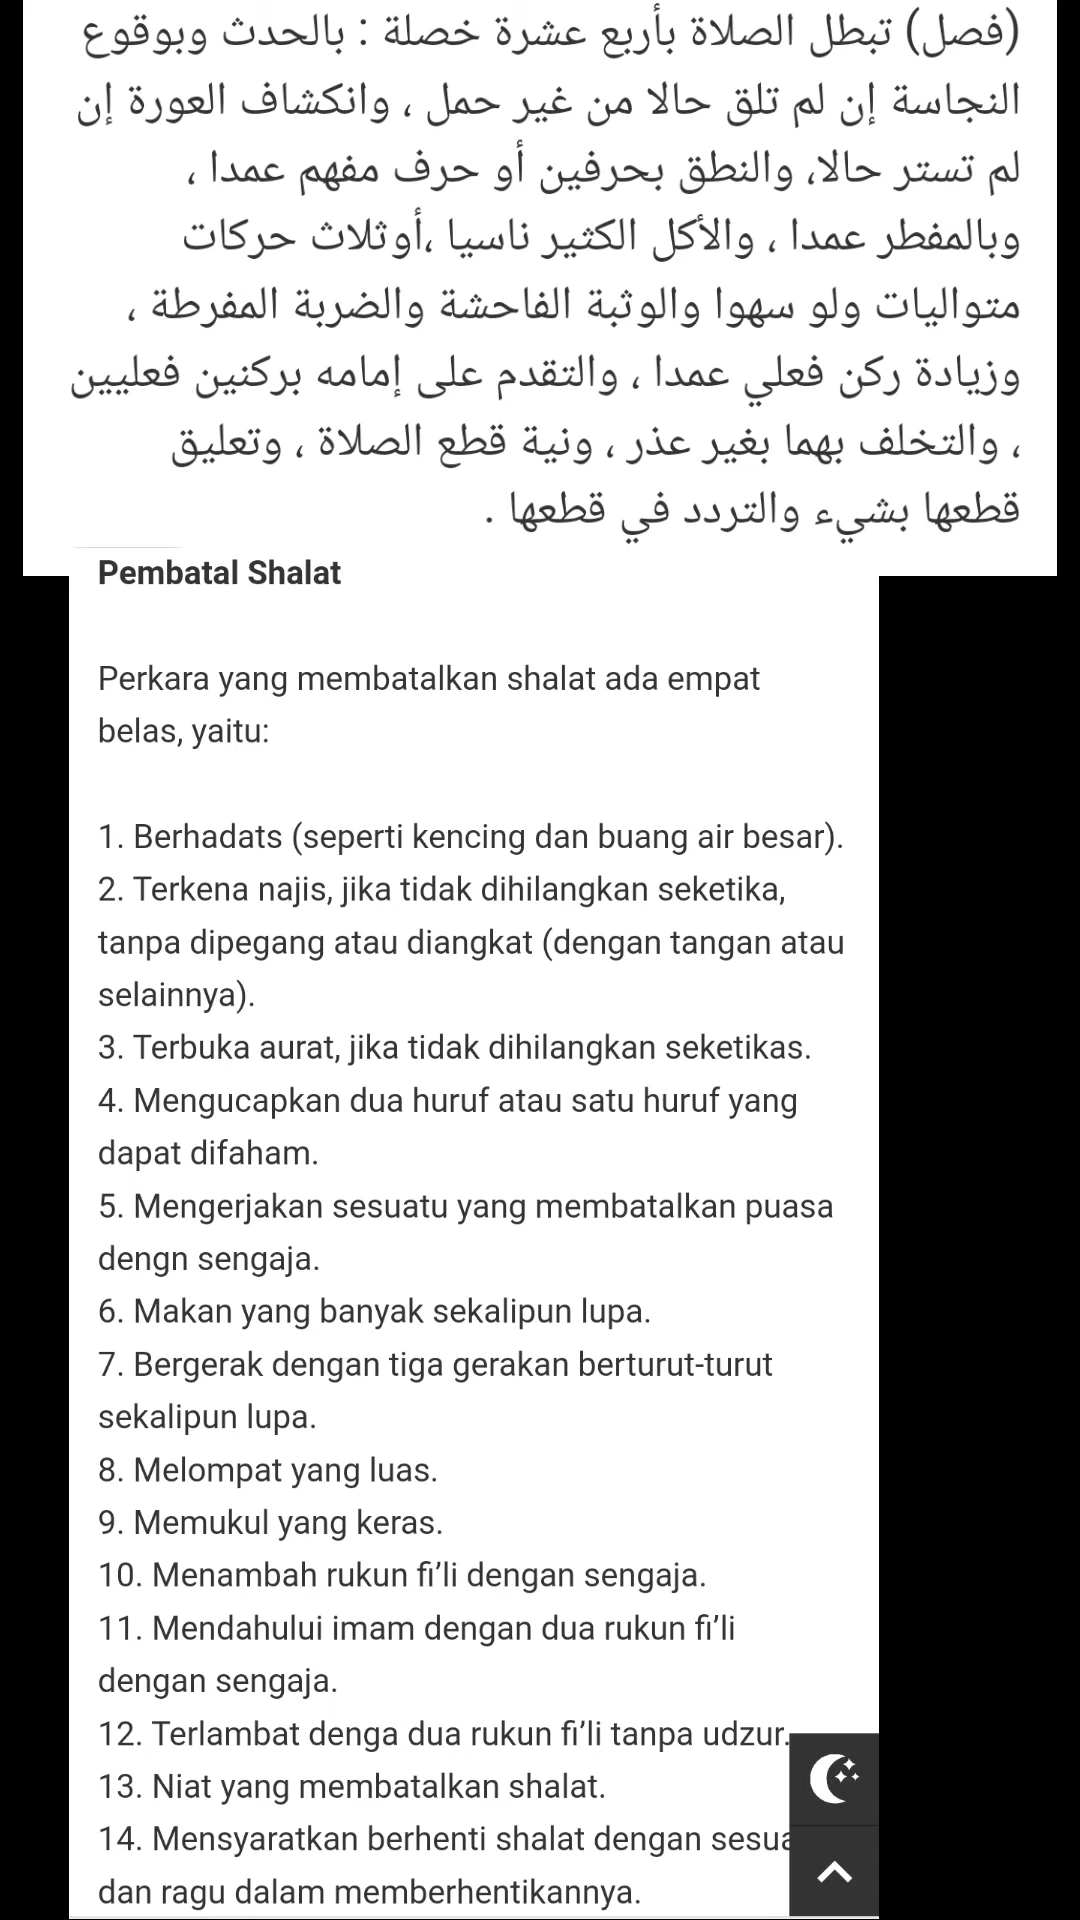 (فصل) تبطل الصلاة بأربع عشرة خصلة : بالحدث وبوقوع
النجاسة إن لم تلق حالا من غير حمل ، وانكشاف العورة إن
لم تستر حالا، والنطق بحرفين أو حرف مفهم عمدا ،
وبالمفطر عمدا ، والأكل الكثير ناسيا ،أوثلاث حركات
متواليات ولو سهوا والوثبة الفاحشة والضربة المفرطة ،
وزيادة ركن فعلي عمدا ، والتقدم على إمامه بركنين فعليين
، والتخلف بهما بغير عذر ، ونية قطع الصلاة ، وتعليق
قطعها بشيء والتردد في قطعها .
Pembatal Shalat
Perkara yang membatalkan shalat ada empat
belas, yaitu:
1. Berhadats (seperti kencing dan buang air besar).
2. Terkena najis, jika tidak dihilangkan seketika,
tanpa dipegang atau diangkat (dengan tangan atau
selainnya).
3. Terbuka aurat, jika tidak dihilangkan seketikas.
4. Mengucapkan dua huruf atau satu huruf yang
dapat difaham.
5. Mengerjakan sesuatu yang membatalkan puasa
dengn sengaja.
6. Makan yang banyak sekalipun lupa.
7. Bergerak dengan tiga gerakan berturut-turut
sekalipun lupa.
8. Melompat yang luas.
9. Memukul yang keras.
10. Menambah rukun fi’li dengan sengaja.
11. Mendahului imam dengan dua rukun fi’li
dengan sengaja.
12. Terlambat denga dua rukun fi’li tanpa udzur.
13. Niat yang membatalkan shalat.
14. Mensyaratkan berhenti shalat dengan
dan ragu dalam memberhentikannya.